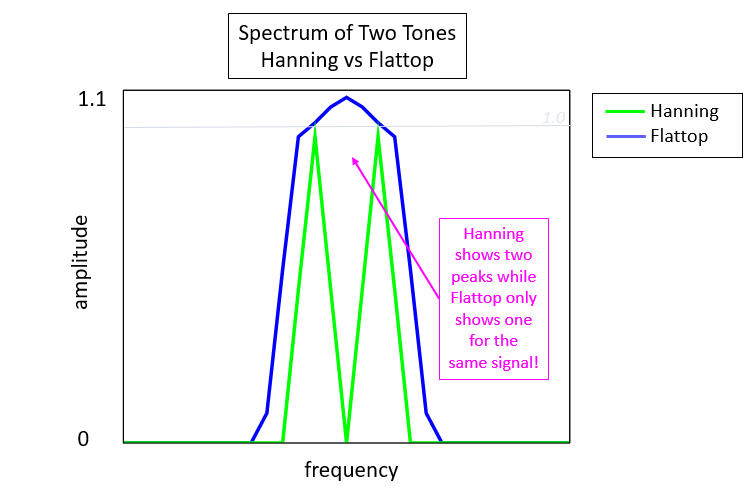 Spectrum of Two Tones
Hanning vs Flattop
1.1
1.0
Hanning
Flattop
amplitude
Hanning
shows two
peaks while
Flattop only
shows one
for the
same signal!
0
frequency